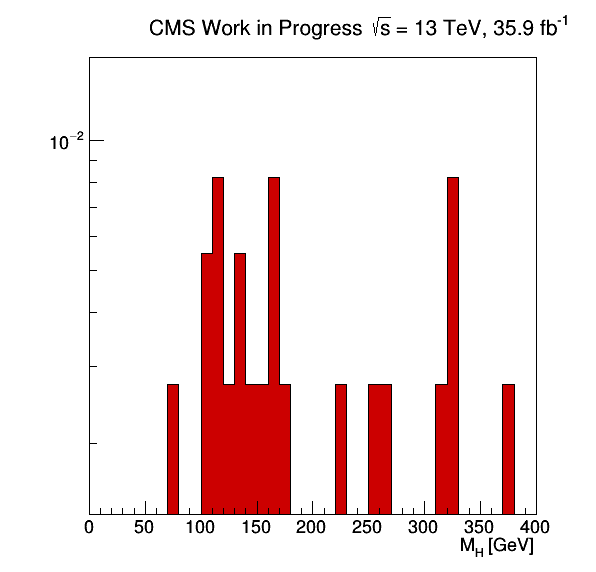 CMS Work in Progress √s = 13 TeV, 35.9 fb⁻¹
10⁻²
0 50 100 150 200 250 300 350 400
M_H [GeV]